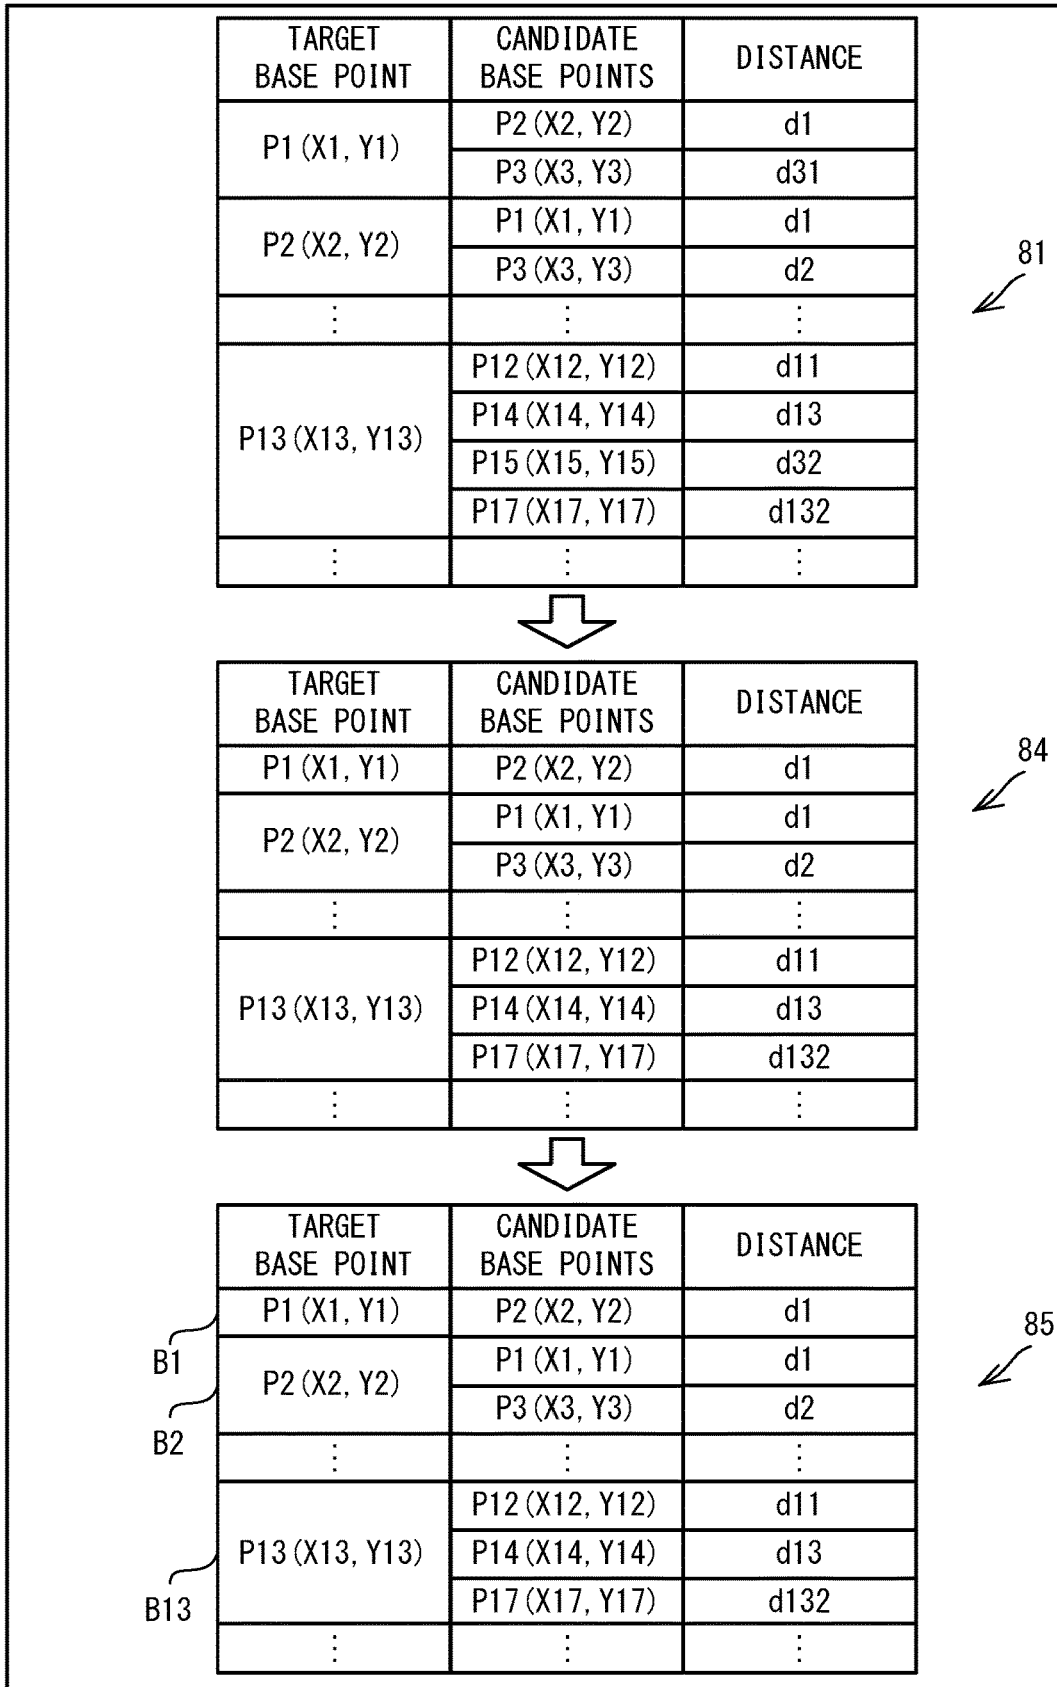 TARGET BASE POINT CANDIDATE BASE POINTS DISTANCE
P1(X1, Y1) P2(X2, Y2) d1
P3(X3, Y3) d31
P2(X2, Y2) P1(X1, Y1) d1
P3(X3, Y3) d2
81
⋮ ⋮ ⋮
P13(X13, Y13) P12(X12, Y12) d11
P14(X14, Y14) d13
P15(X15, Y15) d32
P17(X17, Y17) d132
⋮ ⋮ ⋮
TARGET BASE POINT CANDIDATE BASE POINTS DISTANCE
P1(X1, Y1) P2(X2, Y2) d1
84
P2(X2, Y2) P1(X1, Y1) d1
P3(X3, Y3) d2
⋮ ⋮ ⋮
P13(X13, Y13) P12(X12, Y12) d11
P14(X14, Y14) d13
P17(X17, Y17) d132
⋮ ⋮ ⋮
TARGET BASE POINT CANDIDATE BASE POINTS DISTANCE
P1(X1, Y1) P2(X2, Y2) d1
85
B1
P2(X2, Y2) P1(X1, Y1) d1
P3(X3, Y3) d2
B2
⋮ ⋮ ⋮
P13(X13, Y13) P12(X12, Y12) d11
P14(X14, Y14) d13
P17(X17, Y17) d132
B13
⋮ ⋮ ⋮